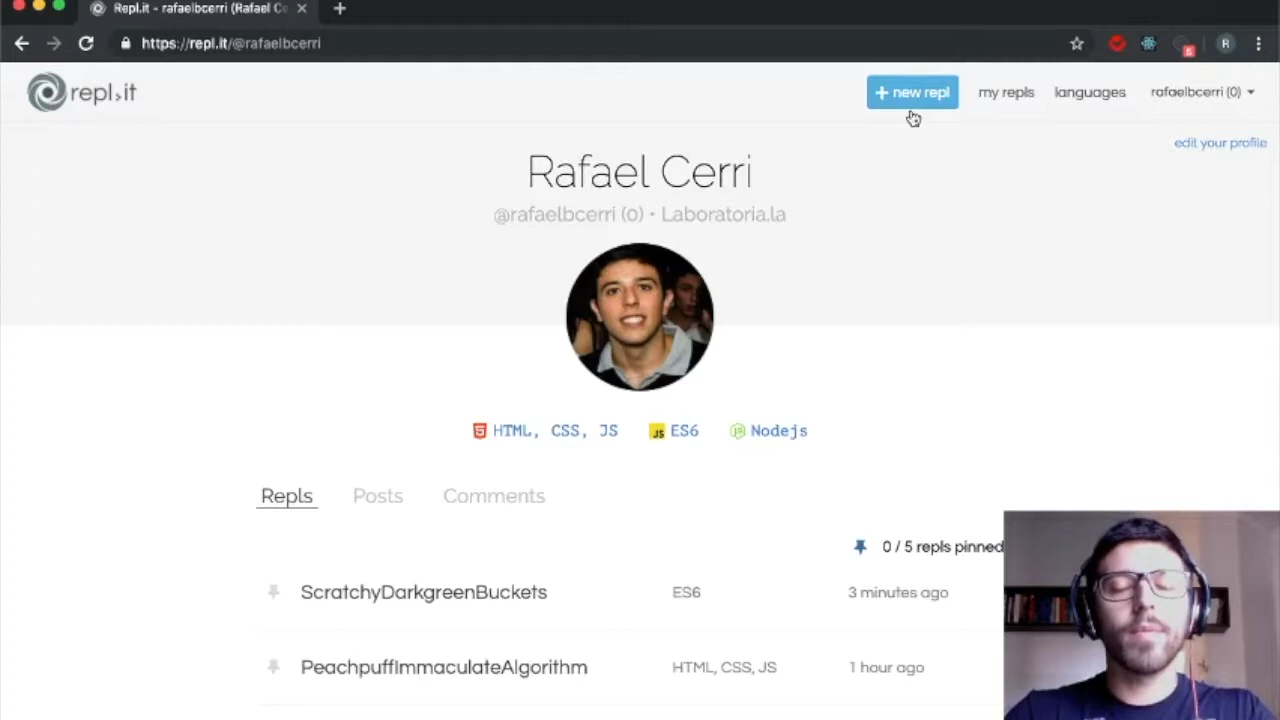 Repl.it - rafaelbcerri (Rafael Ce
https://repl.it/@rafaelbcerri
R
5
repl.it
+ new repl
my repls
languages
rafaelbcerri (0)
edit your profile
Rafael Cerri
@rafaelbcerri (0) • Laboratoria.la
HTML, CSS, JS
JS ES6
Nodejs
Repls
Posts
Comments
0 / 5 repls pinned
ScratchyDarkgreenBuckets
ES6
3 minutes ago
PeachpuffImmaculateAlgorithm
HTML, CSS, JS
1 hour ago